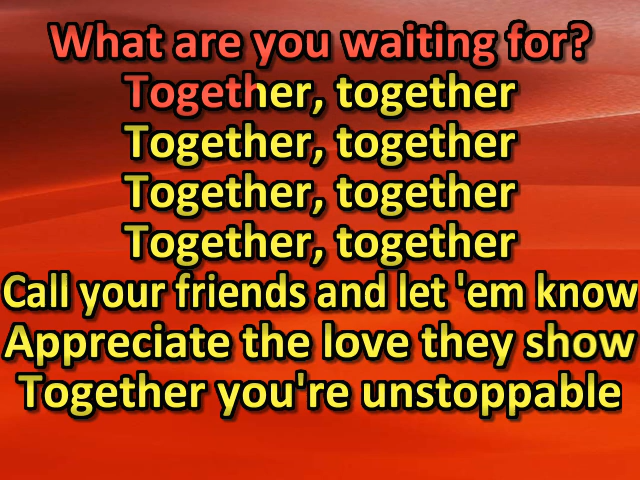 What are you waiting for?
Together, together
Together, together
Together, together
Together, together
Call your friends and let 'em know
Appreciate the love they show
Together you're unstoppable